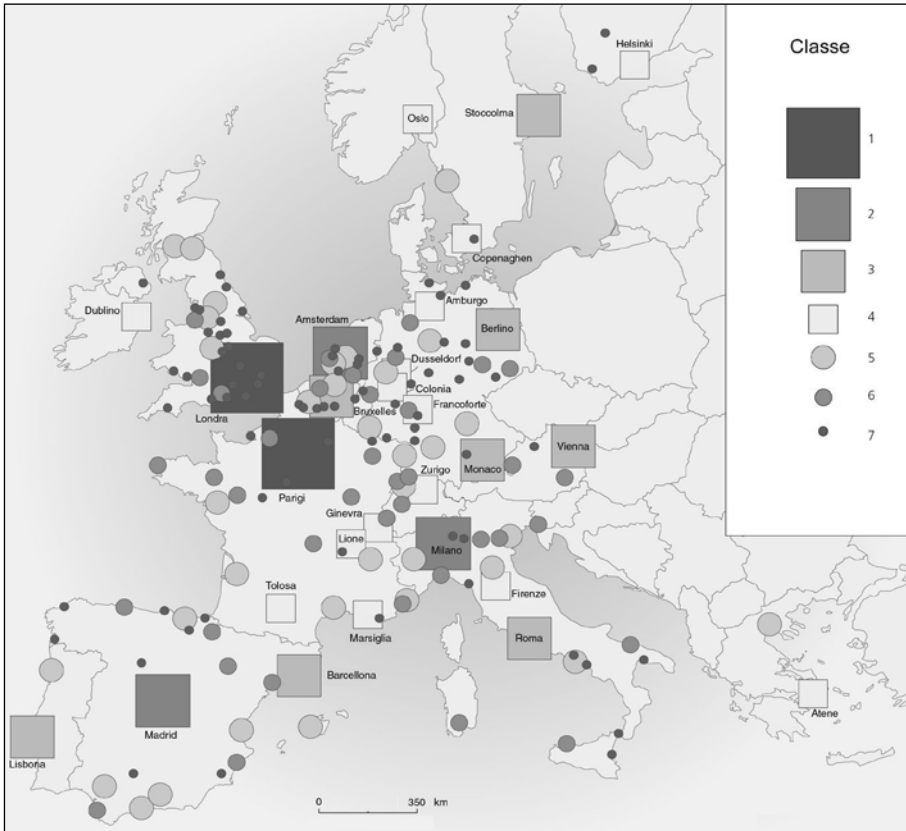 Helsinki
Classe
Oslo
Stoccolma
1
2
Copenaghen
3
Dublino
Amburgo
Amsterdam
4
Berlino
5
Dusseldorf
Colonia
6
Londra
Bruxelles
Francoforte
7
Vienna
Zurigo
Monaco
Parigi
Ginevra
Lione
Milano
Tolosa
Firenze
Marsiglia
Roma
Barcellona
Atene
Madrid
Lisbona
0 350 km